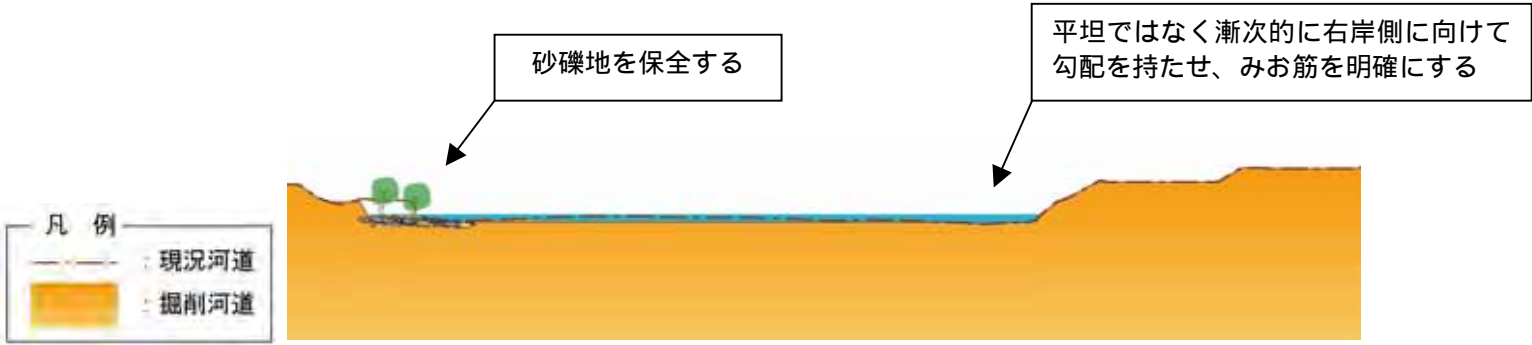 砂礫地を保全する
平坦ではなく漸次的に右岸側に向けて
勾配を持たせ、みお筋を明確にする
凡 例
：現況河道
：掘削河道